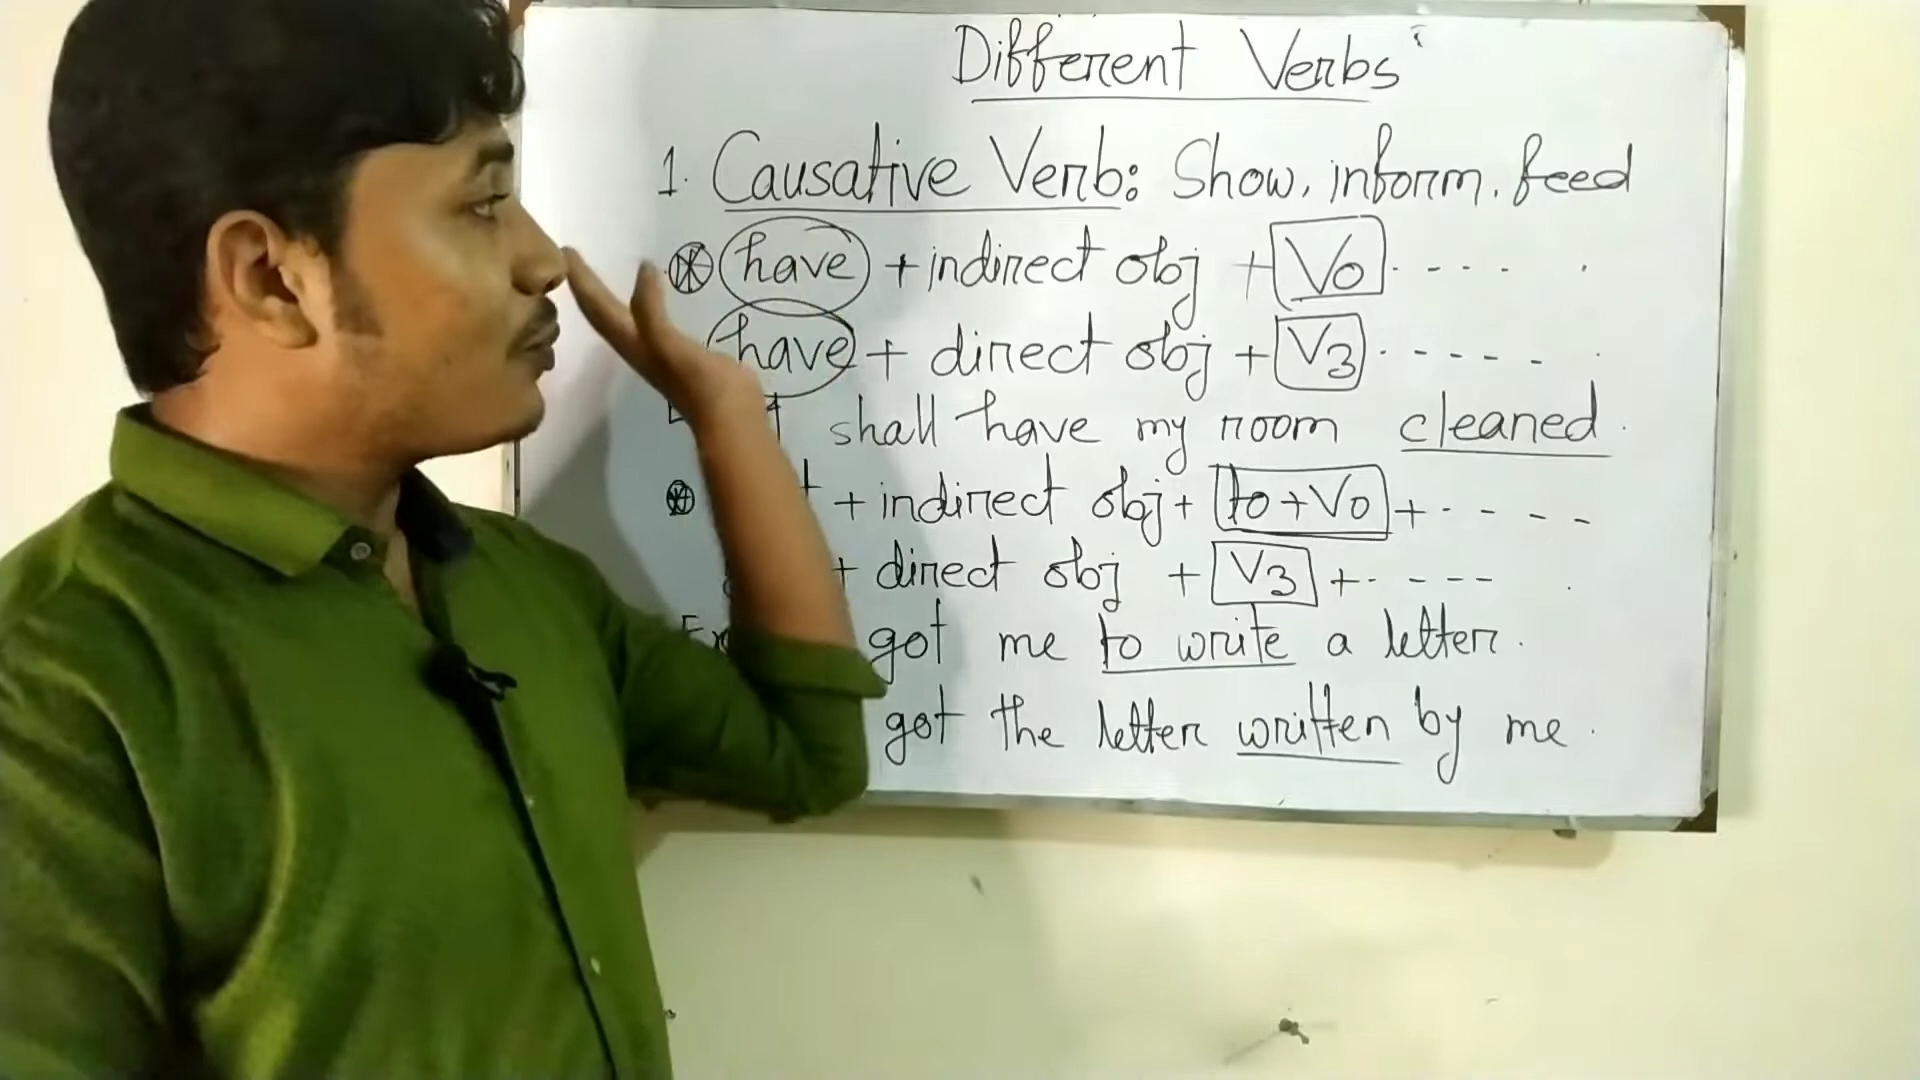 Different Verbs
1. Causative Verb: Show, inform, feed
have + indirect obj + V0 . - - - -
have + direct obj + V3 . - - - - -
shall have my room cleaned.
+ indirect obj + to + V0 + - - - -
+ direct obj + V3 + - - - -
got me to write a letter.
got the letter written by me.